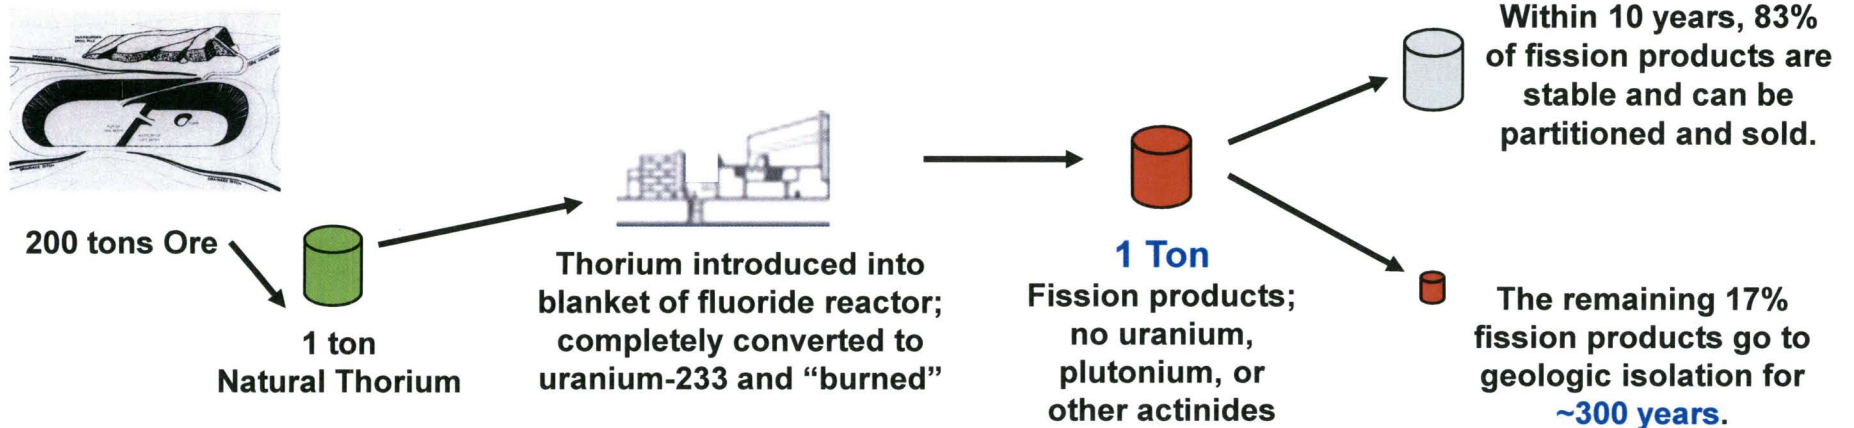 200 tons Ore
1 ton
Natural Thorium
Thorium introduced into
blanket of fluoride reactor;
completely converted to
uranium-233 and “burned”
1 Ton
Fission products;
no uranium,
plutonium, or
other actinides
Within 10 years, 83%
of fission products are
stable and can be
partitioned and sold.
The remaining 17%
fission products go to
geologic isolation for
~300 years.